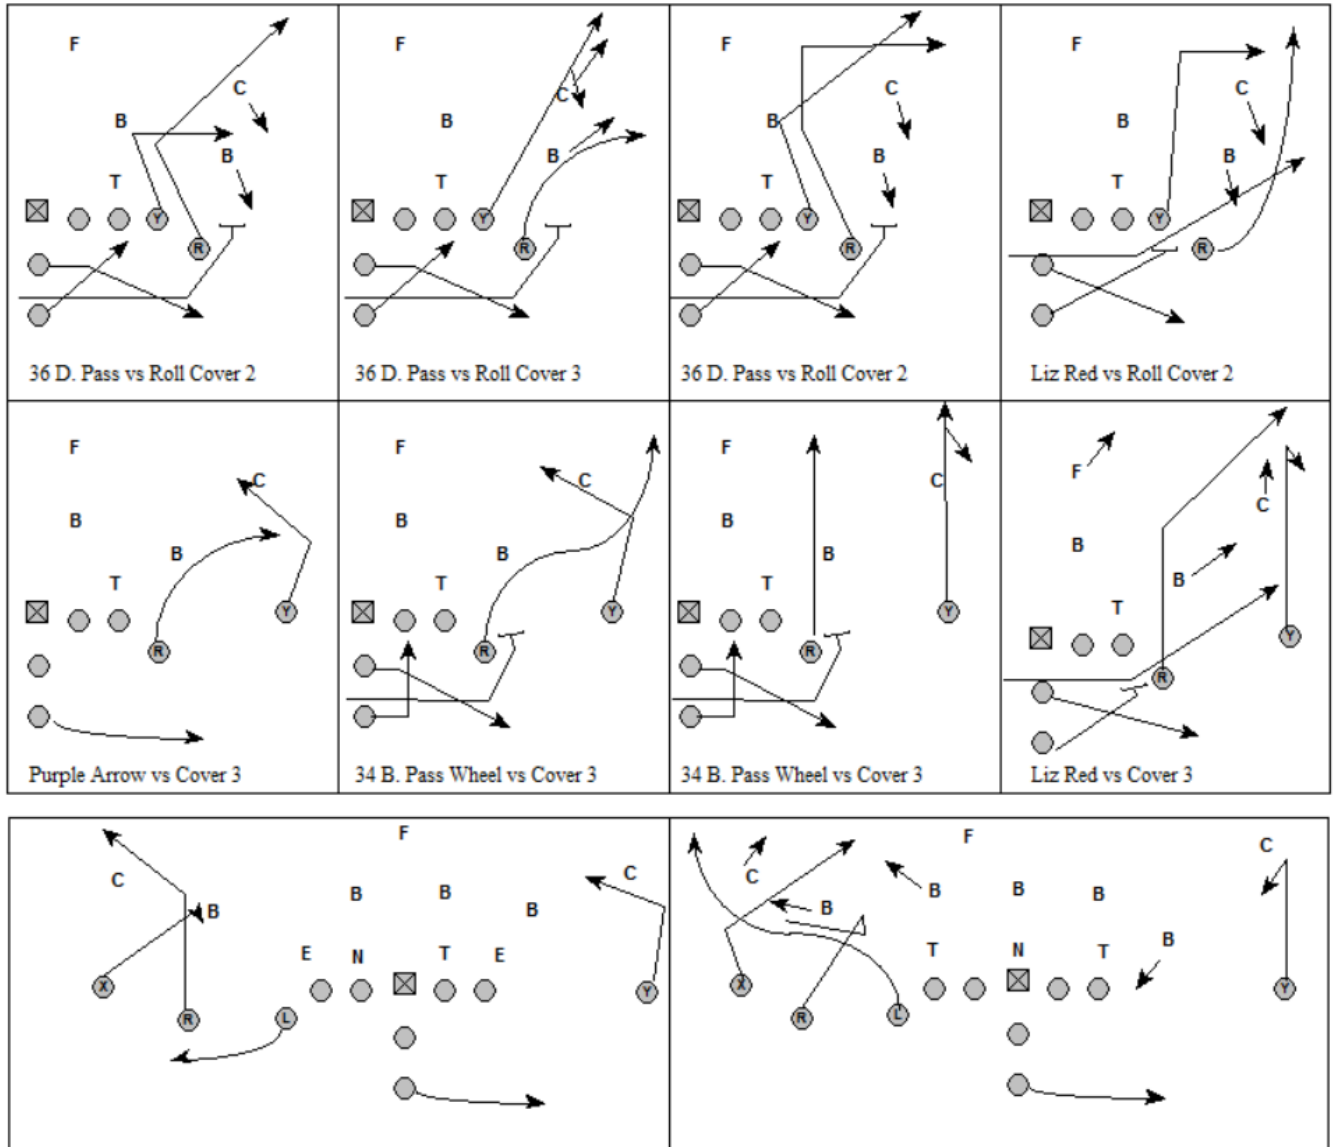 F
C
B
B
T
Y
R
36 D. Pass vs Roll Cover 2
F
C
B
B
T
Y
R
36 D. Pass vs Roll Cover 3
F
C
B
B
T
Y
R
36 D. Pass vs Roll Cover 2
F
C
B
B
T
Y
R
Liz Red vs Roll Cover 2
F
C
B
B
T
Y
R
Purple Arrow vs Cover 3
F
C
B
B
T
Y
R
34 B. Pass Wheel vs Cover 3
F
C
B
B
T
Y
R
34 B. Pass Wheel vs Cover 3
F
C
B
B
T
Y
R
Liz Red vs Cover 3
F
C C
B B
B B
E N T E
X Y
R L
F C
C
B B B
B
B
T N T
X Y
R L